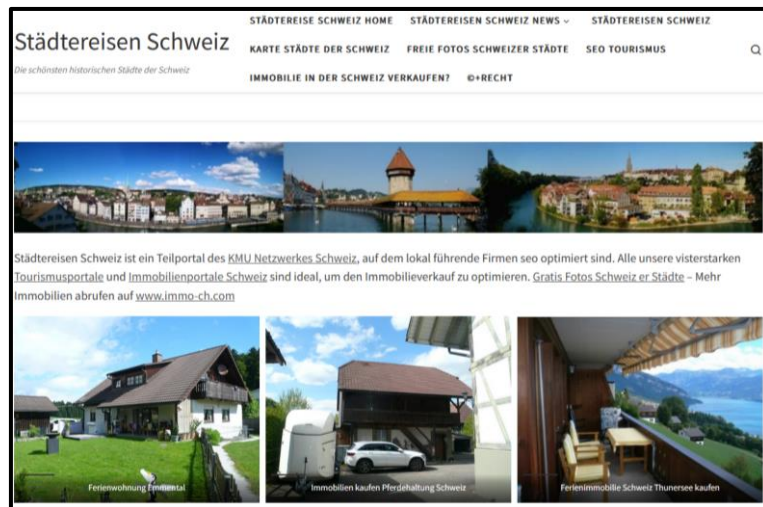 Städtereisen Schweiz
Die schönsten historischen Städte der Schweiz
STÄDTEREISE SCHWEIZ HOME STÄDTEREISEN SCHWEIZ NEWS STÄDTEREISEN SCHWEIZ
KARTE STÄDTE DER SCHWEIZ FREIE FOTOS SCHWEIZER STÄDTE SEO TOURISMUS
IMMOBILIE IN DER SCHWEIZ VERKAUFEN? ©+RECHT
Städtereisen Schweiz ist ein Teilportal des KMU Netzwerkes Schweiz, auf dem lokal führende Firmen seo optimiert sind. Alle unsere visterstarken
Tourismusportale und Immobilienportale Schweiz sind ideal, um den Immobilieverkauf zu optimieren. Gratis Fotos Schweiz er Städte – Mehr
Immobilien abrufen auf www.immo-ch.com
Ferienwohnung Emmental
Immobilien kaufen Pferdehaltung Schweiz
Ferienimmobilie Schweiz Thunersee kaufen